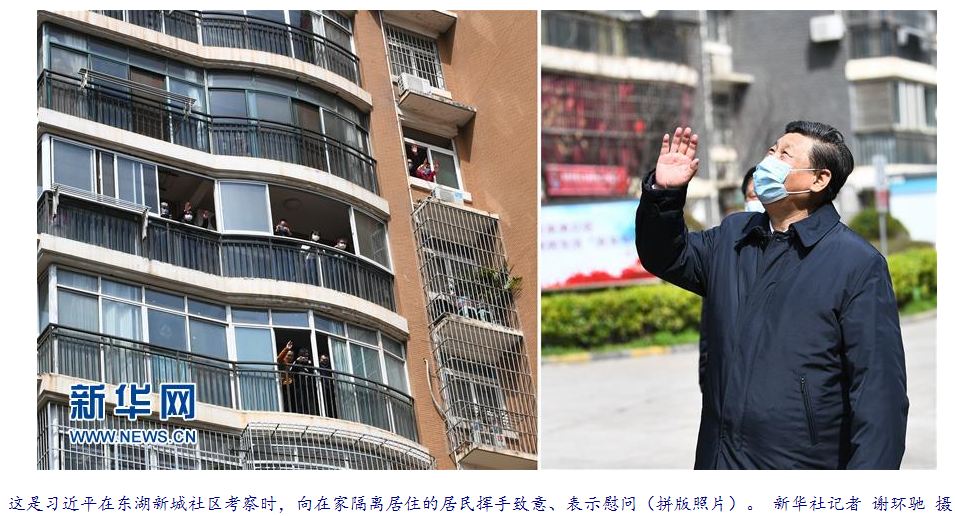 新华网
WWW.NEWS.CN
这是习近平在东湖新城社区考察时，向在家隔离居住的居民挥手致意、表示慰问（拼版照片）。 新华社记者 谢环驰 摄